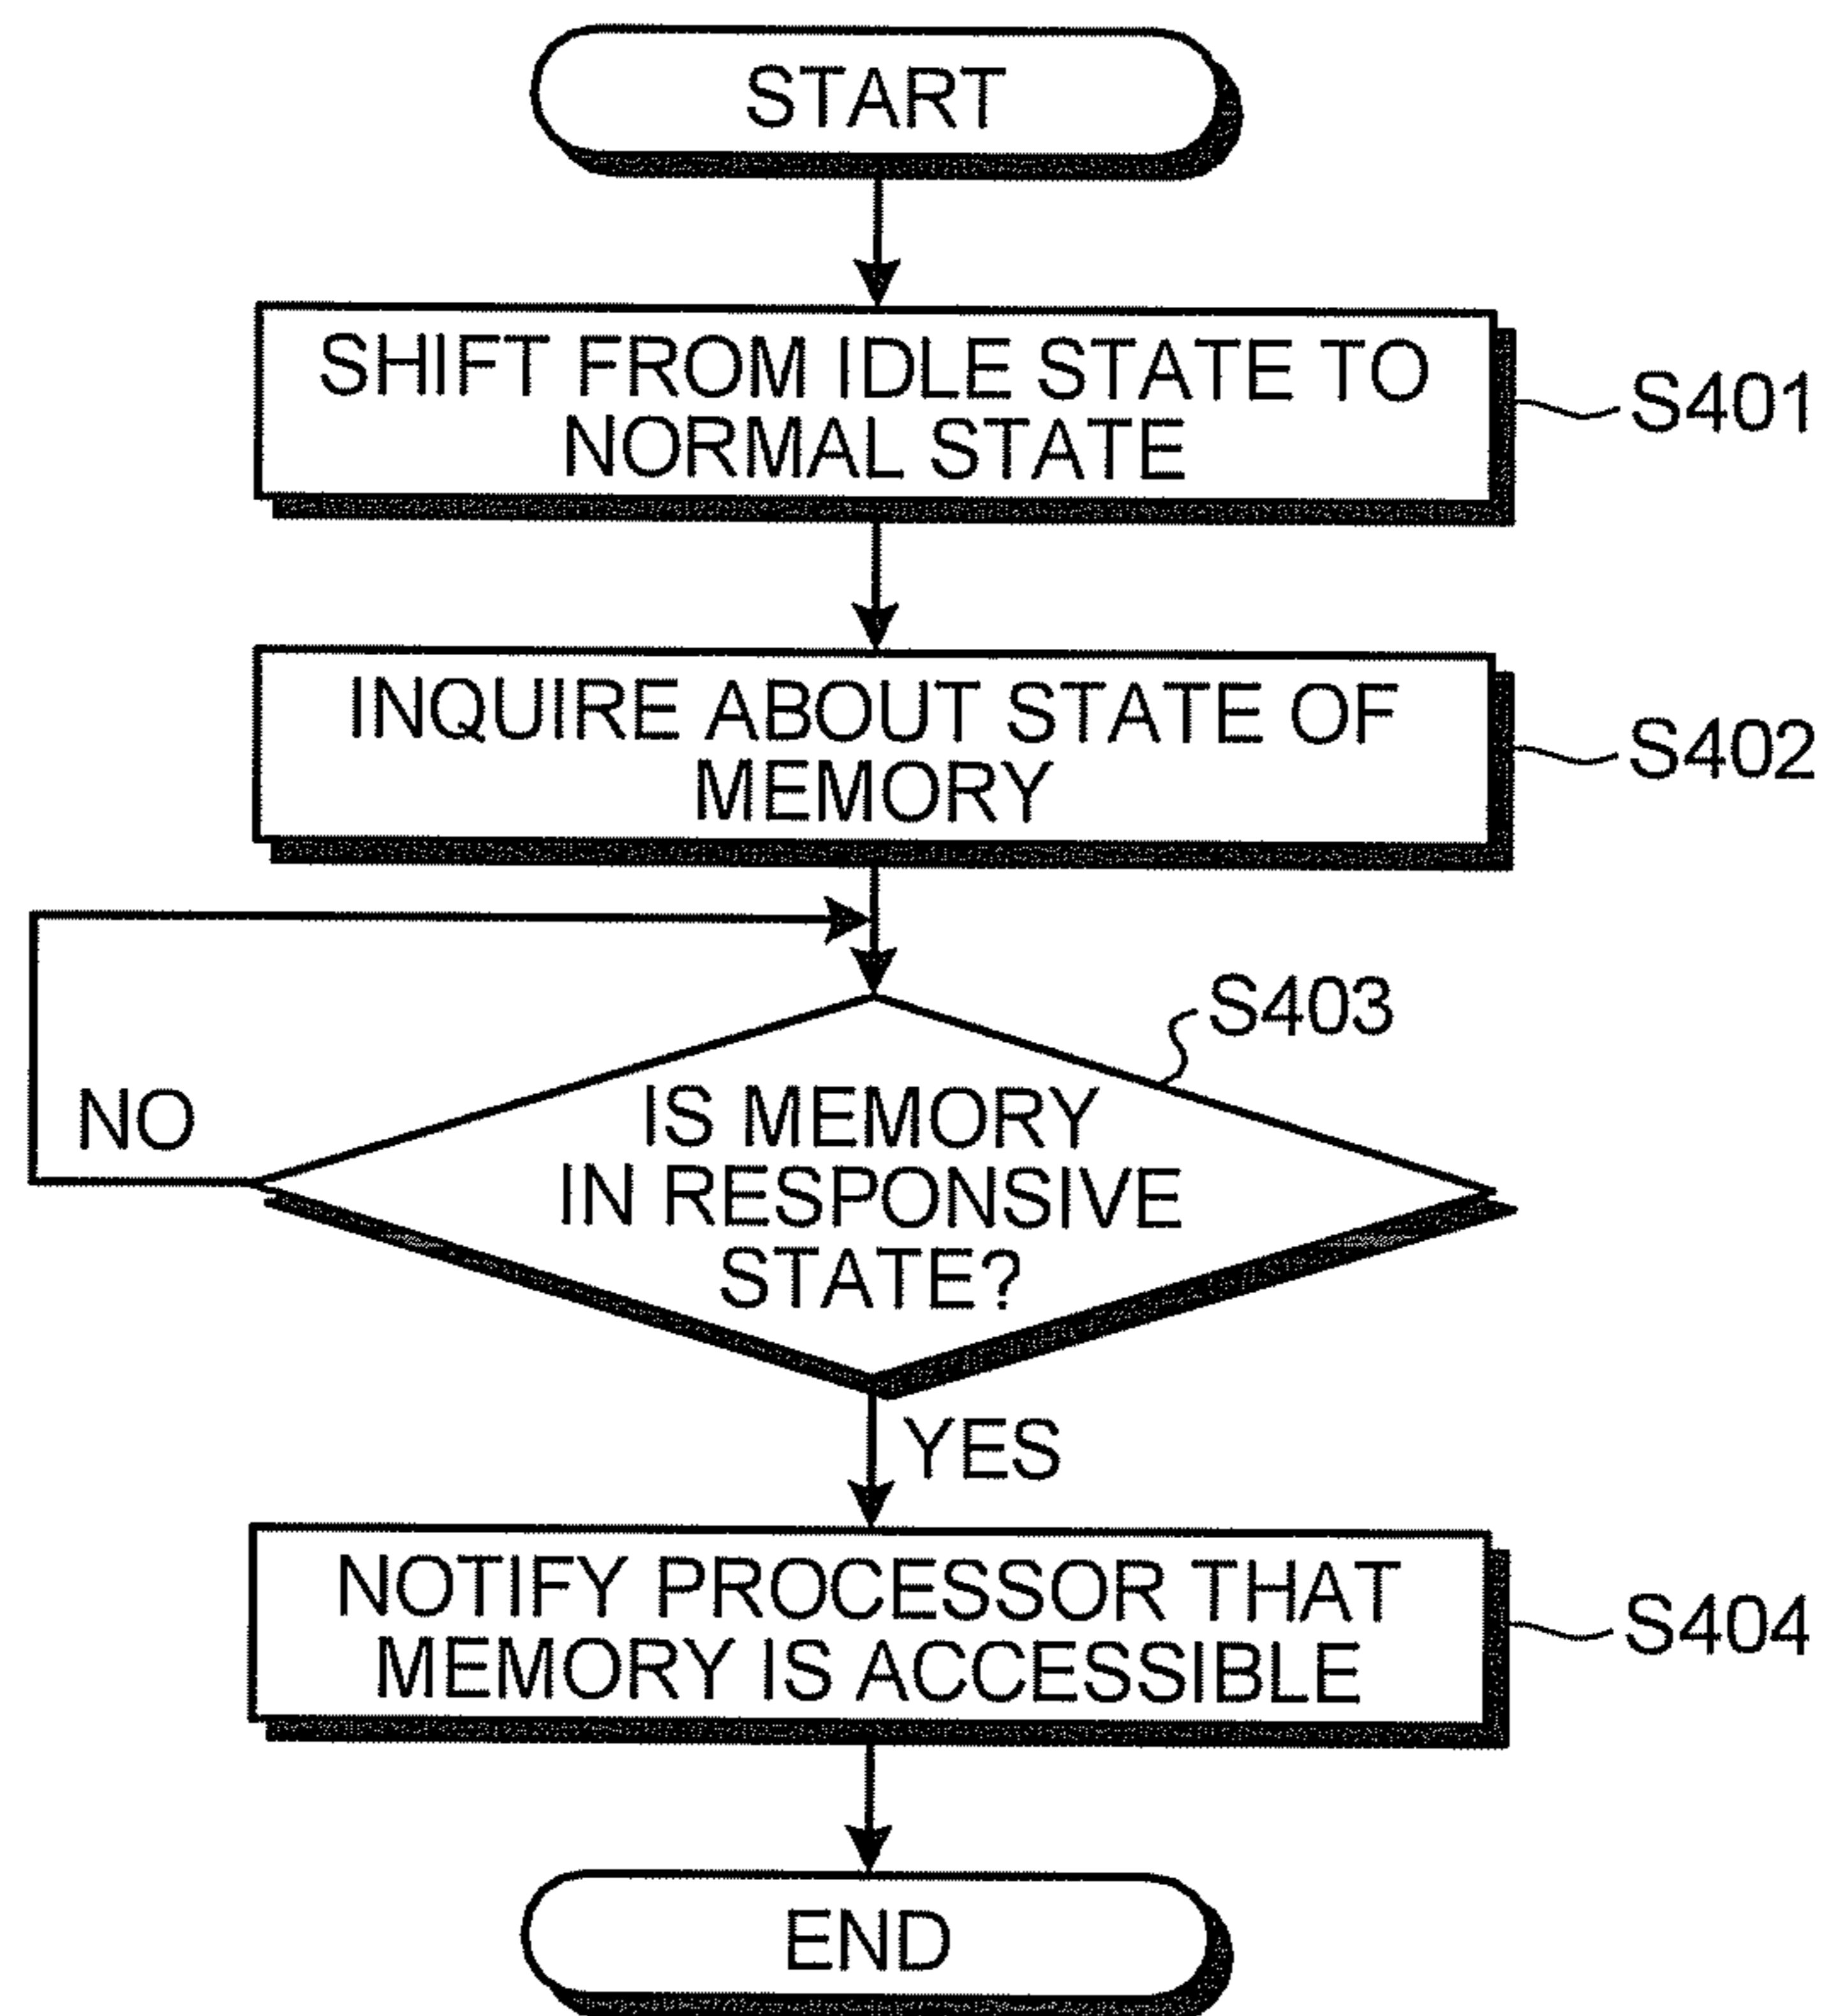 START
SHIFT FROM IDLE STATE TO
NORMAL STATE
S401
INQUIRE ABOUT STATE OF
MEMORY
S402
S403
NO
IS MEMORY
IN RESPONSIVE
STATE?
YES
NOTIFY PROCESSOR THAT
MEMORY IS ACCESSIBLE
S404
END